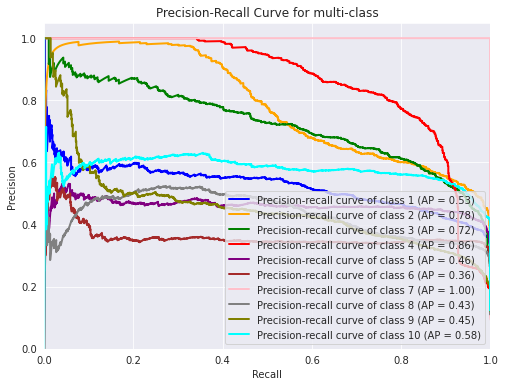 Precision-Recall Curve for multi-class
Precision
1.0
0.8
0.6
0.4
0.2
0.0
Precision-recall curve of class 1 (AP = 0.53)
Precision-recall curve of class 2 (AP = 0.78)
Precision-recall curve of class 3 (AP = 0.72)
Precision-recall curve of class 4 (AP = 0.86)
Precision-recall curve of class 5 (AP = 0.46)
Precision-recall curve of class 6 (AP = 0.36)
Precision-recall curve of class 7 (AP = 1.00)
Precision-recall curve of class 8 (AP = 0.43)
Precision-recall curve of class 9 (AP = 0.45)
Precision-recall curve of class 10 (AP = 0.58)
0.0 0.2 0.4 0.6 0.8 1.0
Recall